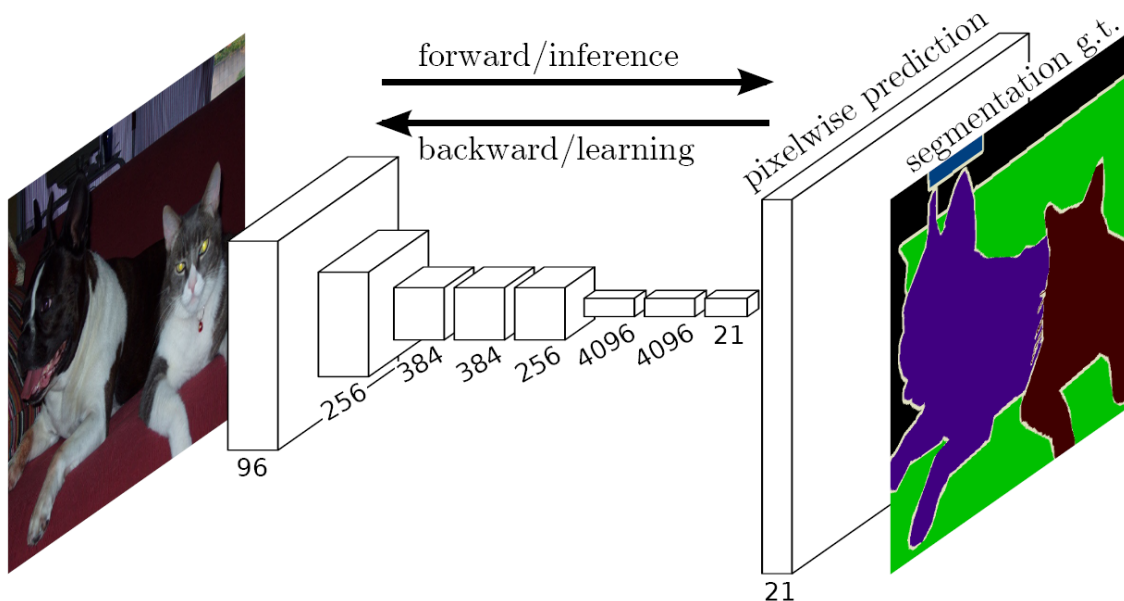 forward/inference
backward/learning
pixelwise prediction
segmentation g.t.
96
256
384
384
256
4096
4096
21
21